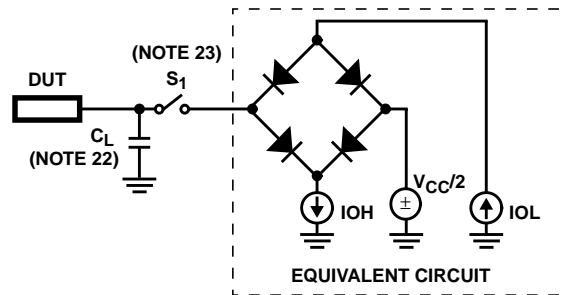 (NOTE 23)
DUT
S1
CL
(NOTE 22)
VCC/2
±
IOH
IOL
EQUIVALENT CIRCUIT